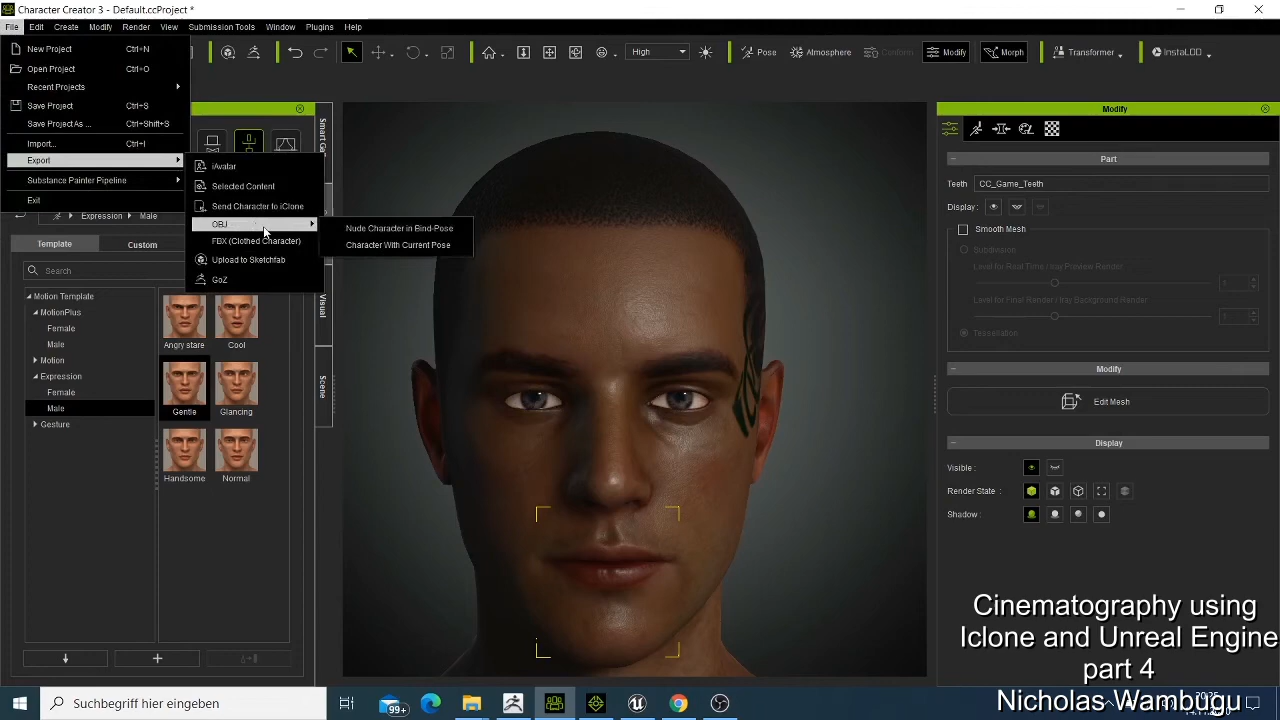 Character Creator 3 - Default.ccProject *
File Edit Create Modify Render View Submission Tools Window Plugins Help
New Project Ctrl+N
Open Project Ctrl+O
Recent Projects
Save Project Ctrl+S
Save Project As ... Ctrl+Shift+S
Import... Ctrl+I
Export
Substance Painter Pipeline
Exit
High
Pose
Atmosphere
Conform
Modify
Morph
Transformer
InstaLOD
iAvatar
Selected Content
Send Character to iClone
OBJ
FBX (Clothed Character)
Upload to Sketchfab
GoZ
Nude Character in Bind-Pose
Character With Current Pose
Expression Male
Template Custom
Search
Motion Template
MotionPlus
Female
Male
Motion
Expression
Female
Male
Gesture
Angry stare Cool
Gentle Glancing
Handsome Normal
Visual
Scene
Modify
Part
Teeth : CC_Game_Teeth
Display :
Smooth Mesh
Subdivision
Level for Real Time / Iray Preview Render
1
Level for Final Render / Iray Background Render
1
Tessellation
Modify
Edit Mesh
Display
Visible :
Render State :
Shadow :
Cinematography using
Iclone and Unreal Engine
part 4
Nicholas Wambugu
Suchbegriff hier eingeben
99+